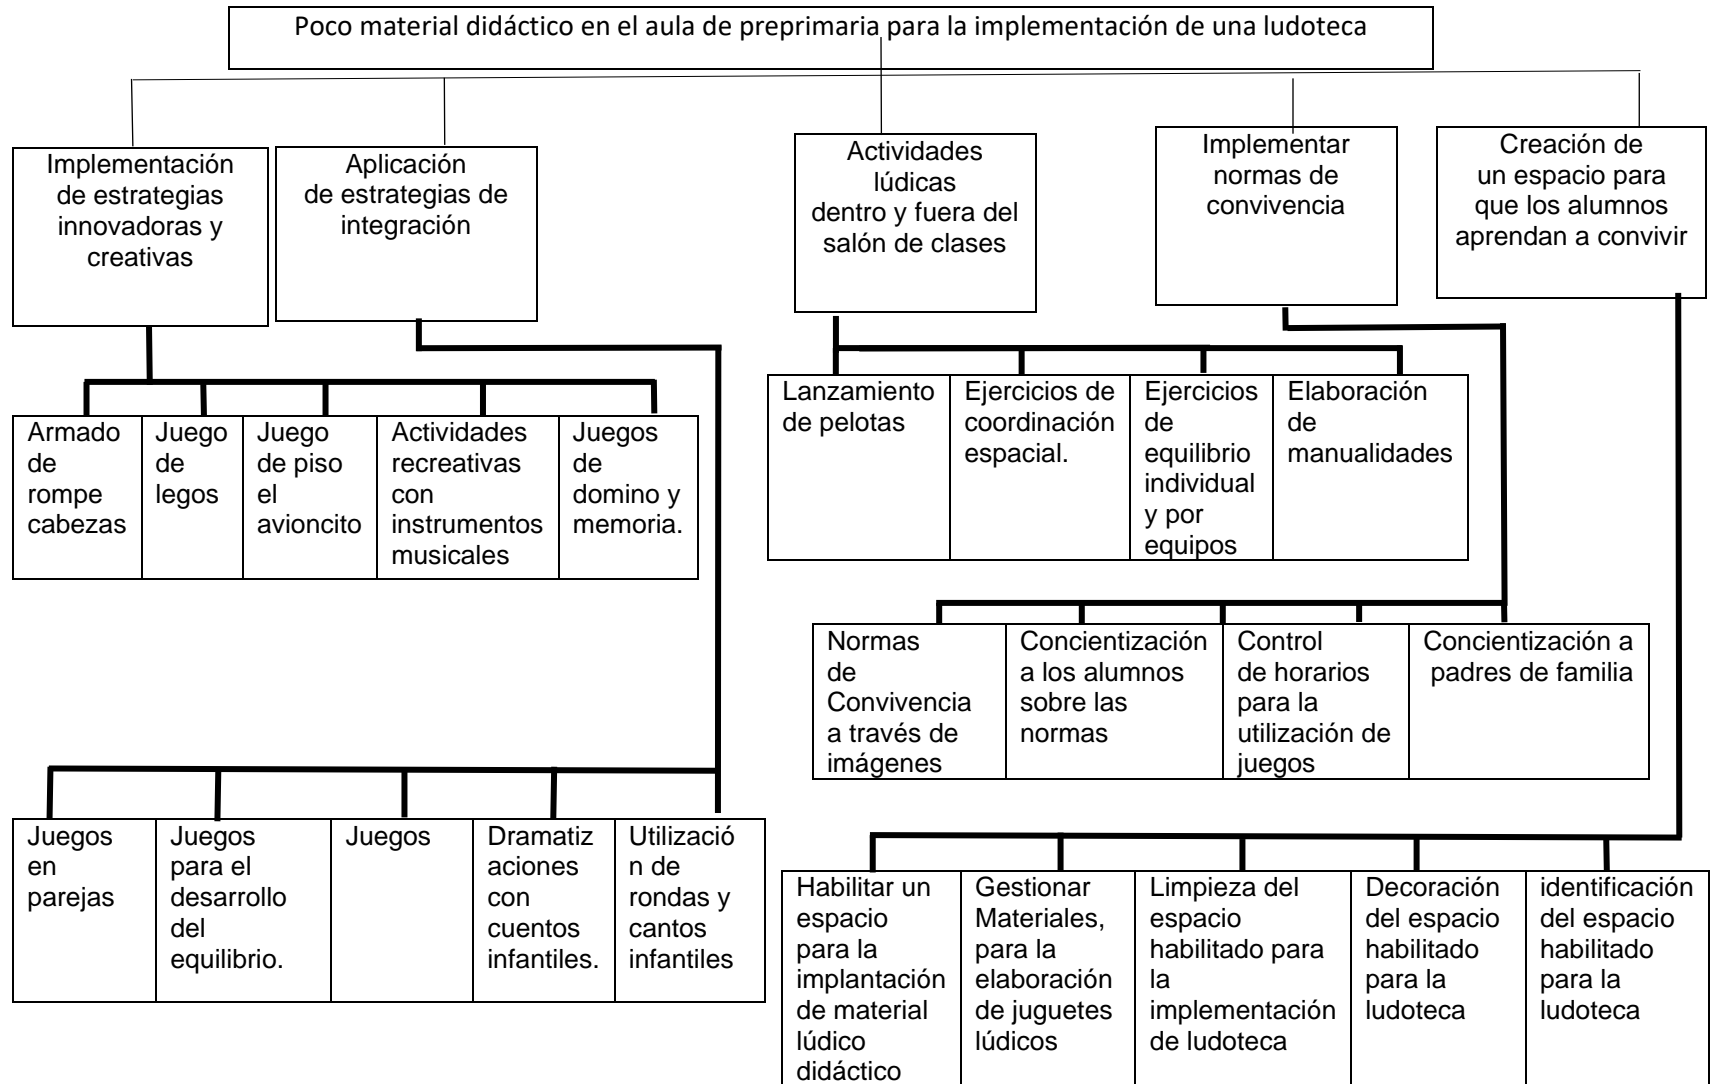 Poco material didáctico en el aula de preprimaria para la implementación de una ludoteca
Implementación
de estrategias
innovadoras y
creativas
Aplicación
de estrategias de
integración
Actividades
lúdicas
dentro y fuera del
salón de clases
Implementar
normas de
convivencia
Creación de
un espacio para
que los alumnos
aprendan a convivir
Armado
de
rompe
cabezas
Juego
de
legos
Juego
de piso
el
avioncito
Actividades
recreativas
con
instrumentos
musicales
Juegos
de
domino y
memoria.
Lanzamiento
de pelotas
Ejercicios de
coordinación
espacial.
Ejercicios
de
equilibrio
individual
y por
equipos
Elaboración
de
manualidades
Normas
de
Convivencia
a través de
imágenes
Concientización
a los alumnos
sobre las
normas
Control
de horarios
para la
utilización de
juegos
Concientización a
padres de familia
Juegos
en
parejas
Juegos
para el
desarrollo
del
equilibrio.
Juegos
Dramatiz
aciones
con
cuentos
infantiles.
Utilizació
n de
rondas y
cantos
infantiles
Habilitar un
espacio
para la
implantación
de material
lúdico
didáctico
Gestionar
Materiales,
para la
elaboración
de juguetes
lúdicos
Limpieza del
espacio
habilitado para
la
implementación
de ludoteca
Decoración
del espacio
habilitado
para la
ludoteca
identificación
del espacio
habilitado
para la
ludoteca